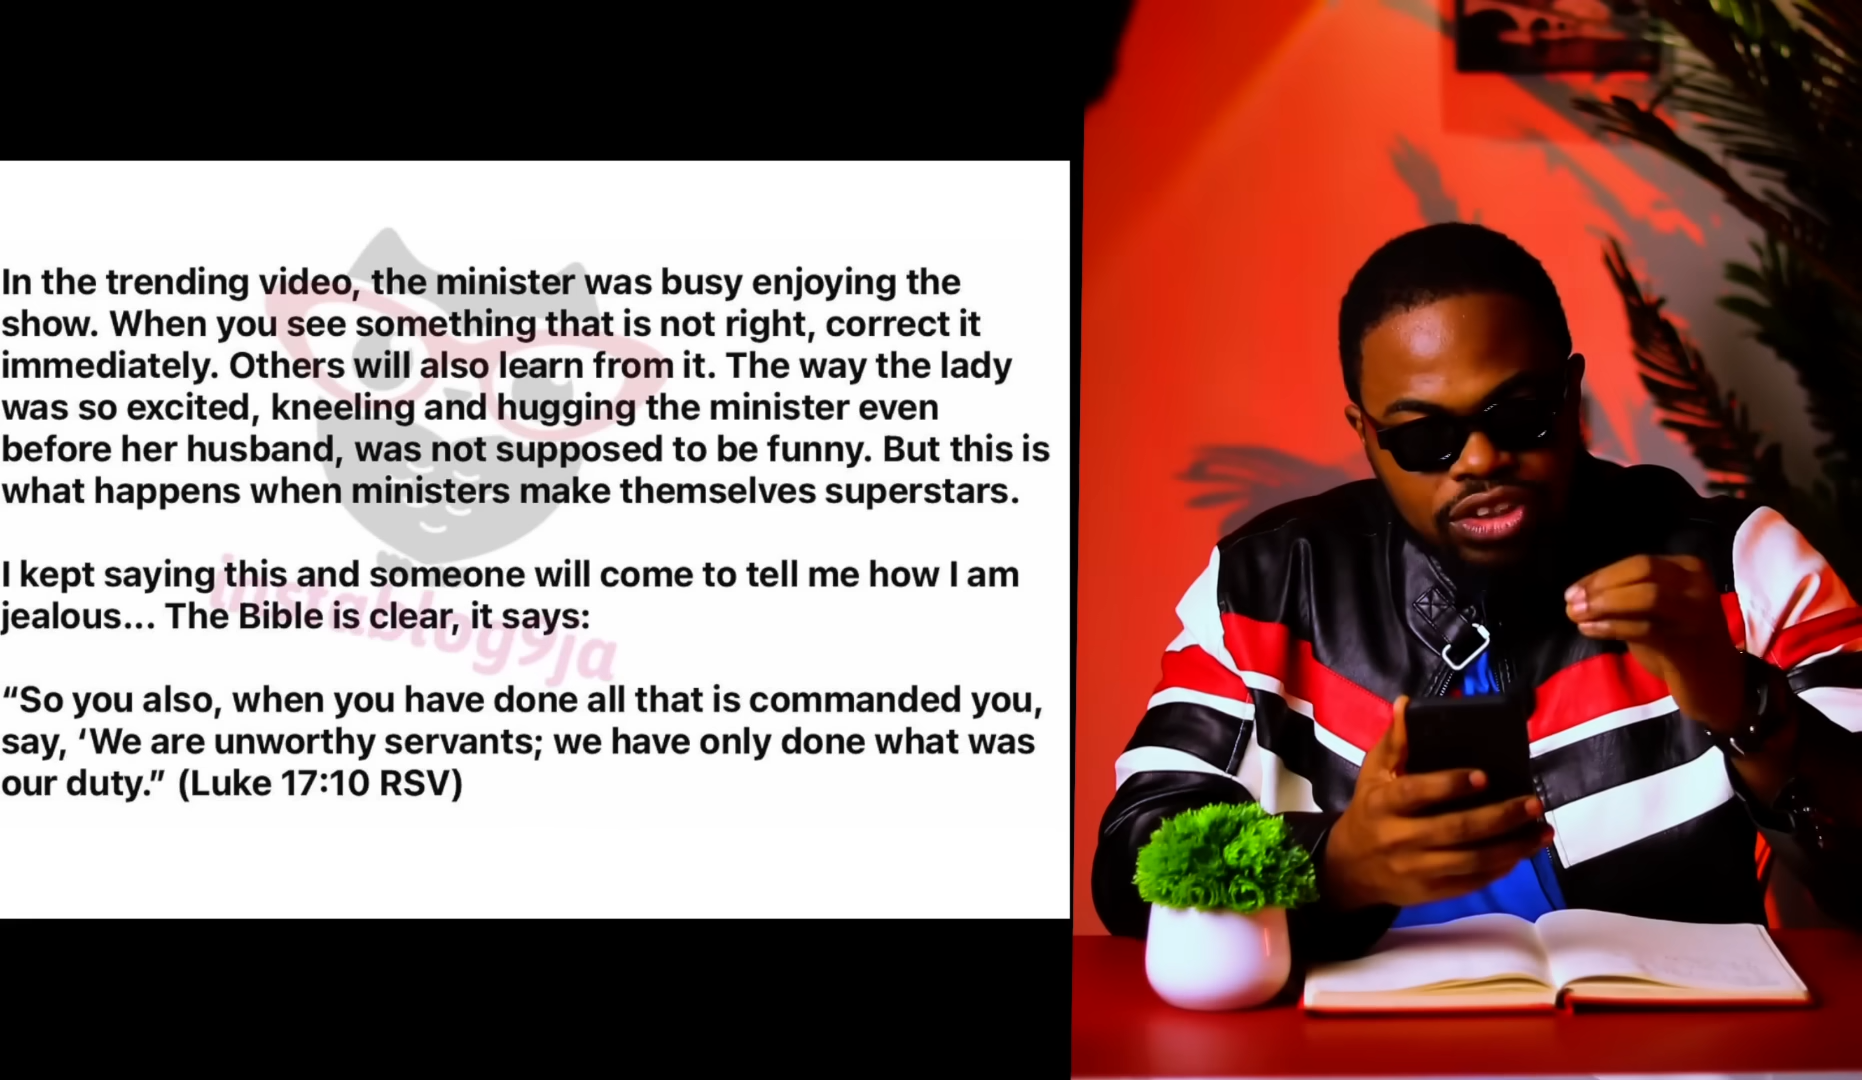 In the trending video, the minister was busy enjoying the
show. When you see something that is not right, correct it
immediately. Others will also learn from it. The way the lady
was so excited, kneeling and hugging the minister even
before her husband, was not supposed to be funny. But this is
what happens when ministers make themselves superstars.
I kept saying this and someone will come to tell me how I am
jealous... The Bible is clear, it says:
instablog9ja
“So you also, when you have done all that is commanded you,
say, ‘We are unworthy servants; we have only done what was
our duty.” (Luke 17:10 RSV)